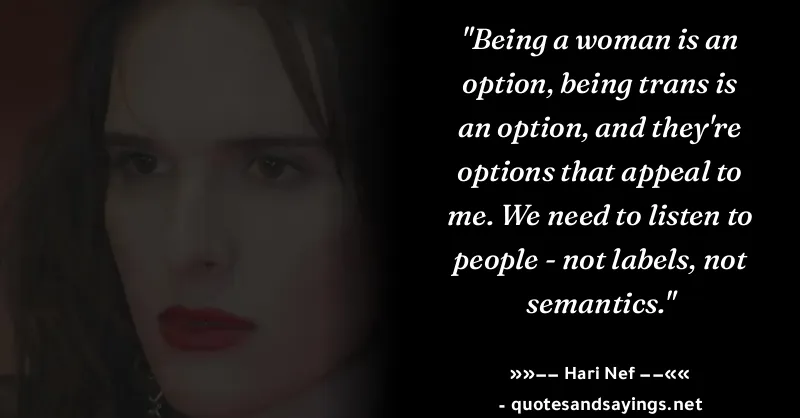 "Being a woman is an
option, being trans is
an option, and they're
options that appeal to
me. We need to listen to
people - not labels, not
semantics."
»»−− Hari Nef −−««
- quotesandsayings.net